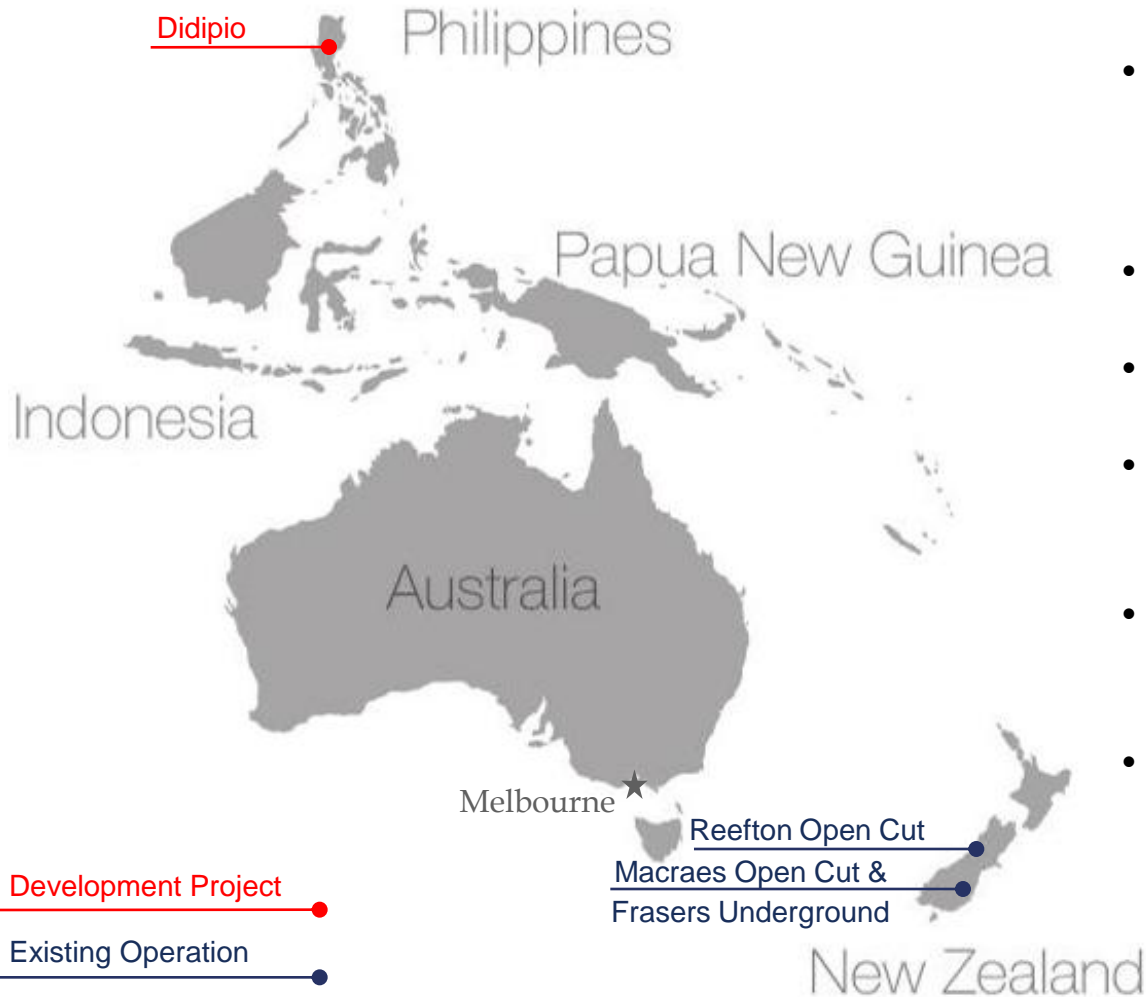 Didipio
Philippines
Papua New Guinea
Indonesia
Australia
Melbourne
Reefton Open Cut
Macraes Open Cut &
Frasers Underground
Development Project
Existing Operation
New Zealand